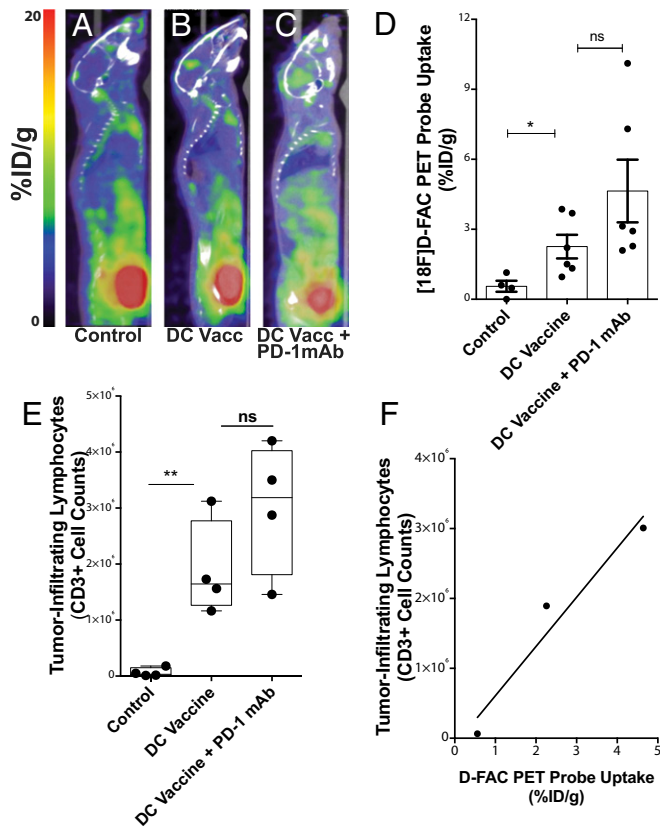 20
%ID/g
0
A
B
C
Control
DC Vacc
DC Vacc +
PD-1mAb
D
[18F]D-FAC PET Probe Uptake
(%ID/g)
12
9
6
3
0
*
ns
Control
DC Vaccine
DC Vaccine + PD-1 mAb
E
Tumor-Infiltrating Lymphocytes
(CD3+ Cell Counts)
5×10⁶
4×10⁶
3×10⁶
2×10⁶
1×10⁶
0
**
ns
Control
DC Vaccine
DC Vaccine + PD-1 mAb
F
Tumor-Infiltrating Lymphocytes
(CD3+ Cell Counts)
4×10⁶
3×10⁶
2×10⁶
1×10⁶
0
0 1 2 3 4 5
D-FAC PET Probe Uptake
(%ID/g)